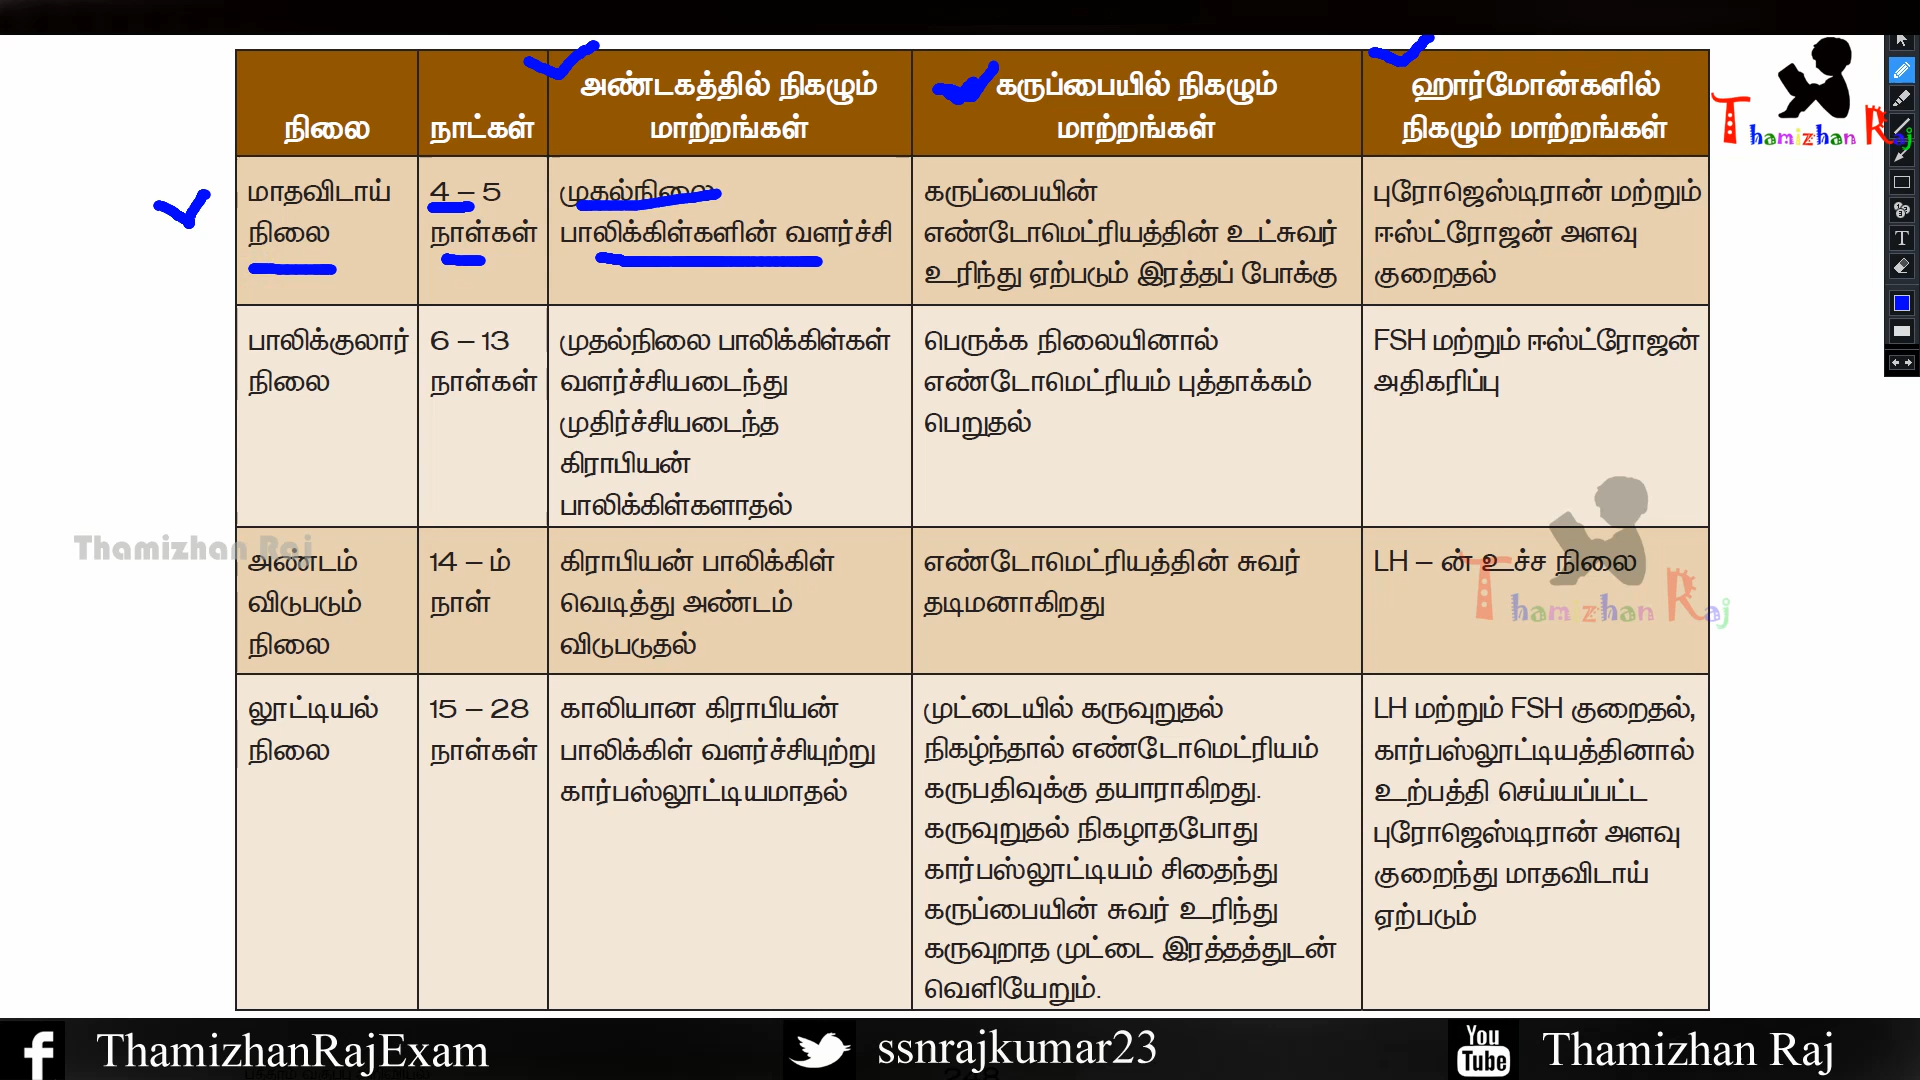 நிலை
நாட்கள்
அண்டகத்தில் நிகழும்
மாற்றங்கள்
கருப்பையில் நிகழும்
மாற்றங்கள்
ஹார்மோன்களில்
நிகழும் மாற்றங்கள்
Thamizhan Raj
மாதவிடாய்
நிலை
4 – 5
நாள்கள்
முதல்நிலை
பாலிக்கிள்களின் வளர்ச்சி
கருப்பையின்
எண்டோமெட்ரியத்தின் உட்சுவர்
உரிந்து ஏற்படும் இரத்தப் போக்கு
புரோஜெஸ்டிரான் மற்றும்
ஈஸ்ட்ரோஜன் அளவு
குறைதல்
பாலிக்குலார்
நிலை
6 – 13
நாள்கள்
முதல்நிலை பாலிக்கிள்கள்
வளர்ச்சியடைந்து
முதிர்ச்சியடைந்த
கிராபியன்
பாலிக்கிள்களாதல்
பெருக்க நிலையினால்
எண்டோமெட்ரியம் புத்தாக்கம்
பெறுதல்
FSH மற்றும் ஈஸ்ட்ரோஜன்
அதிகரிப்பு
Thamizhan Raj
அண்டம்
விடுபடும்
நிலை
14 – ம்
நாள்
கிராபியன் பாலிக்கிள்
வெடித்து அண்டம்
விடுபடுதல்
எண்டோமெட்ரியத்தின் சுவர்
தடிமனாகிறது
LH – ன் உச்ச நிலை
Thamizhan Raj
லூட்டியல்
நிலை
15 – 28
நாள்கள்
காலியான கிராபியன்
பாலிக்கிள் வளர்ச்சியுற்று
கார்பஸ்லூட்டியமாதல்
முட்டையில் கருவுறுதல்
நிகழ்ந்தால் எண்டோமெட்ரியம்
கருபதிவுக்கு தயாராகிறது.
கருவுறுதல் நிகழாதபோது
கார்பஸ்லூட்டியம் சிதைந்து
கருப்பையின் சுவர் உரிந்து
கருவுறாத முட்டை இரத்தத்துடன்
வெளியேறும்.
LH மற்றும் FSH குறைதல்,
கார்பஸ்லூட்டியத்தினால்
உற்பத்தி செய்யப்பட்ட
புரோஜெஸ்டிரான் அளவு
குறைந்து மாதவிடாய்
ஏற்படும்
ThamizhanRajExam
ssnrajkumar23
You
Tube
Thamizhan Raj